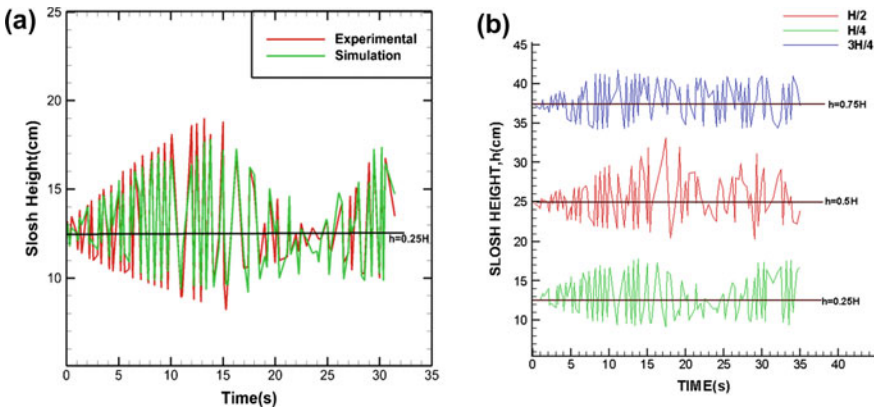 (a)
25
20
15
10
5
Slosh Height(cm)
Experimental
Simulation
h=0.25H
0 5 10 15 20 25 30 35
Time(s)
(b)
H/2
H/4
3H/4
45
40
35
30
25
20
15
10
SLOSH HEIGHT,h(cm)
h=0.75H
h=0.5H
h=0.25H
0 5 10 15 20 25 30 35 40
TIME(s)